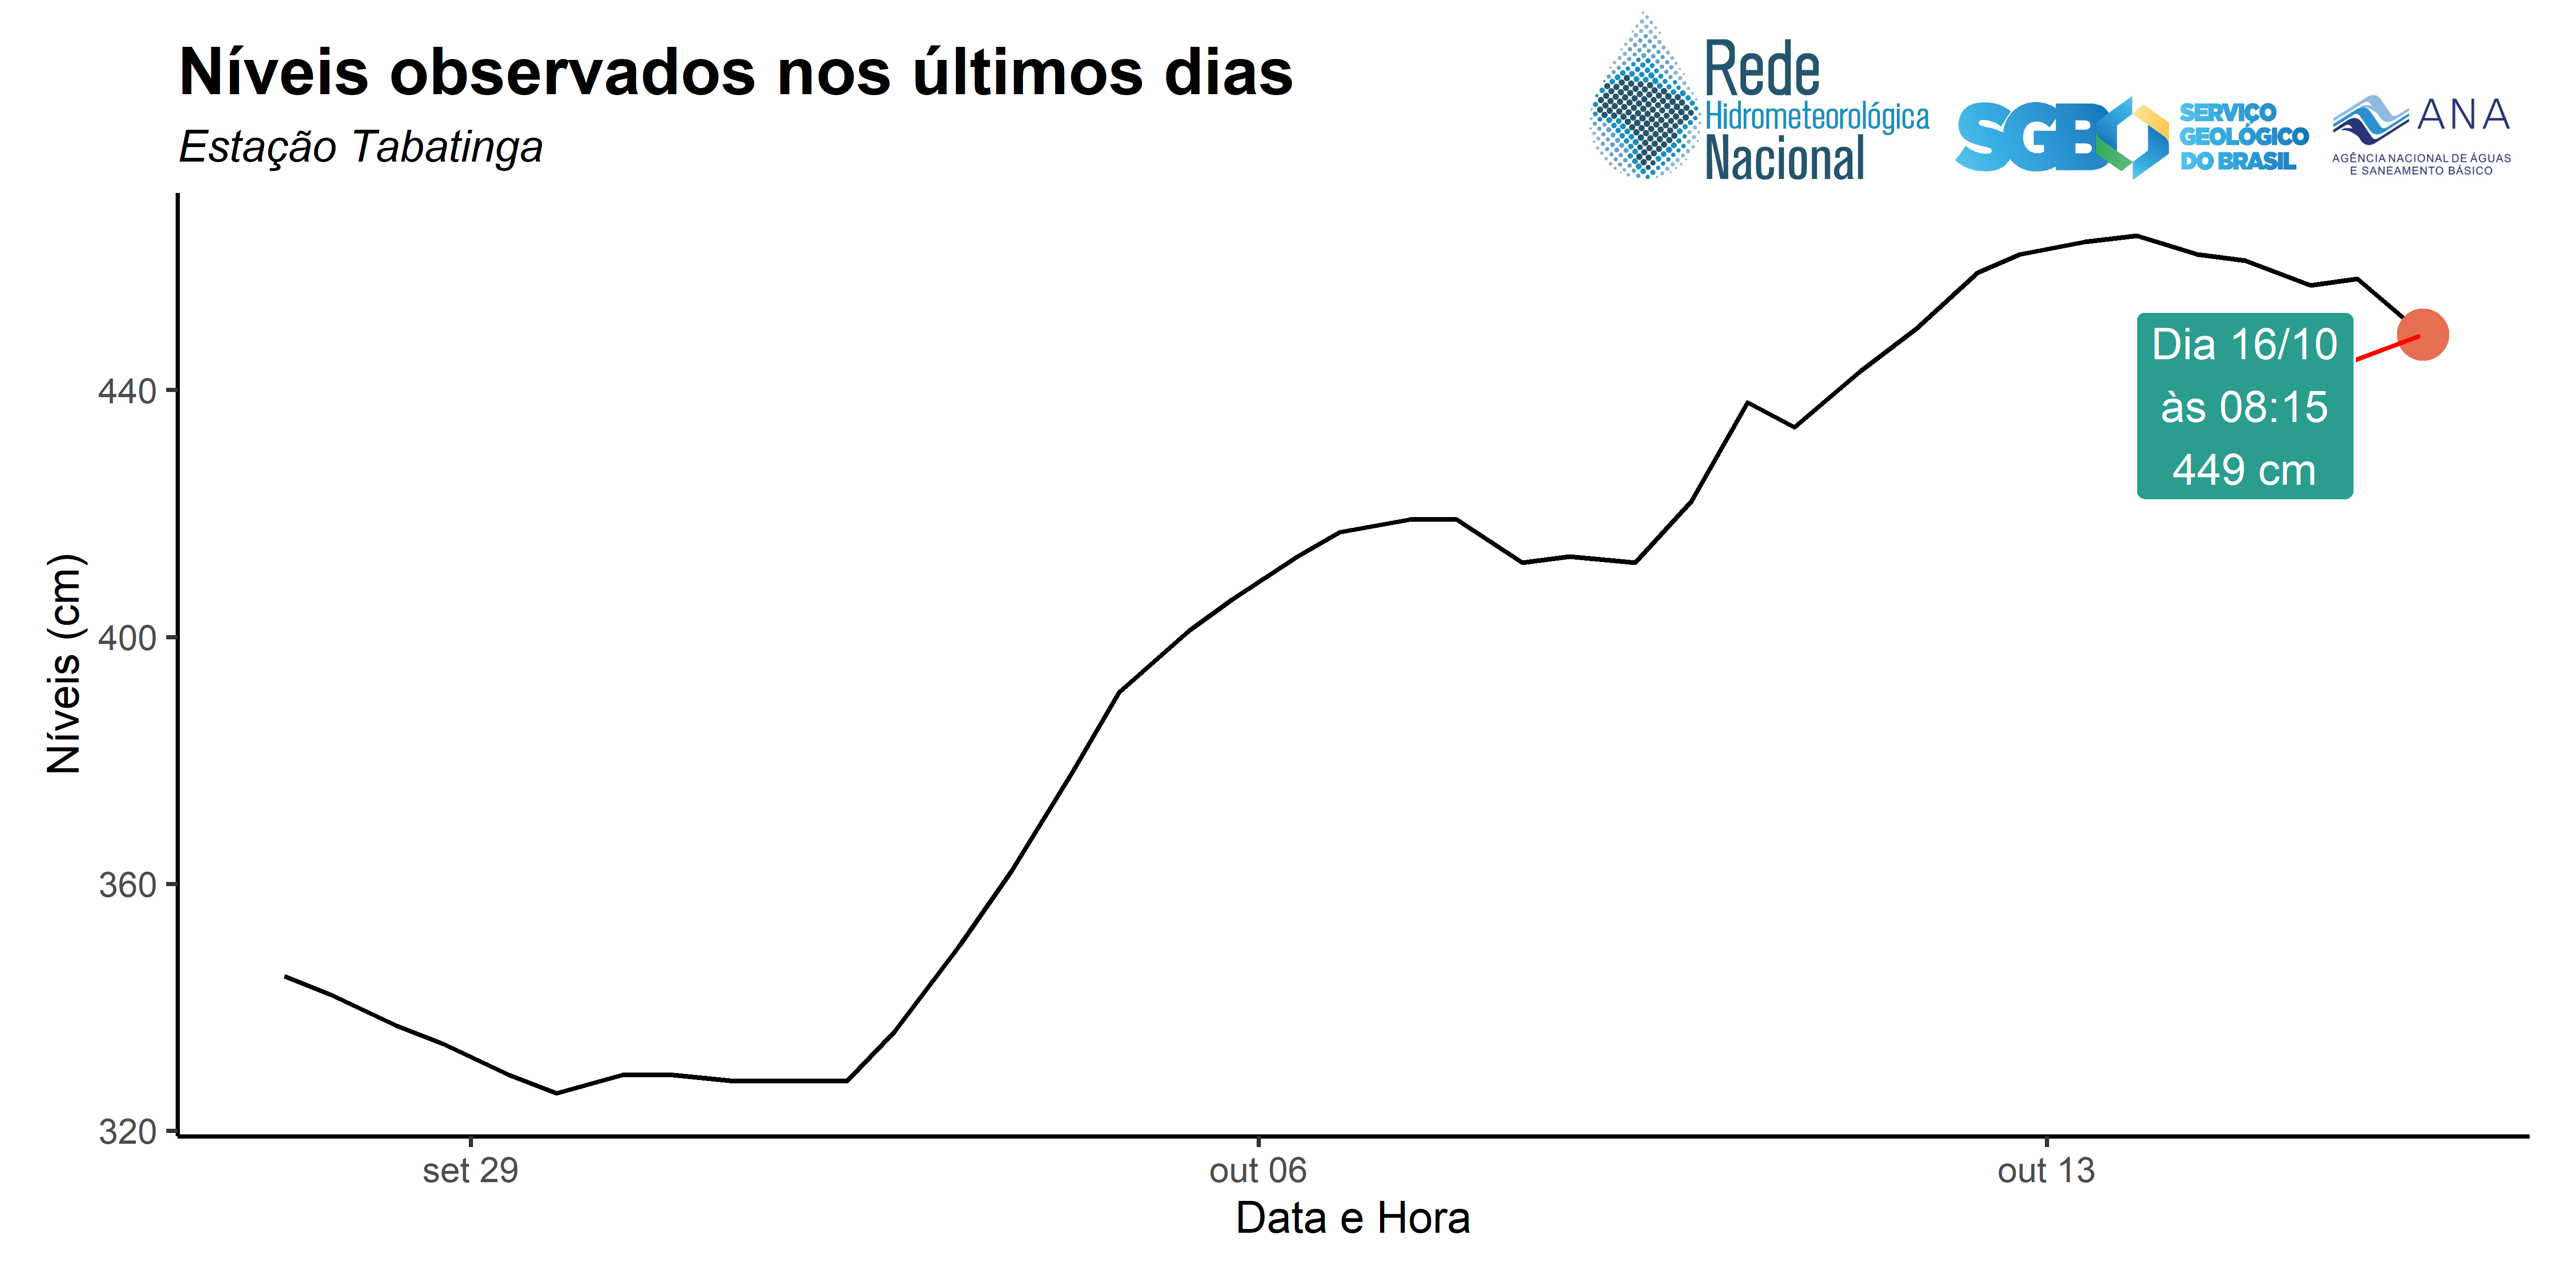 Níveis observados nos últimos dias
Estação Tabatinga
Rede
Hidrometeorológica
Nacional
SGB
SERVIÇO
GEOLÓGICO
DO BRASIL
ANA
AGÊNCIA NACIONAL DE ÁGUAS
E SANEAMENTO BÁSICO
Níveis (cm)
440
400
360
320
Dia 16/10
às 08:15
449 cm
set 29
out 06
out 13
Data e Hora